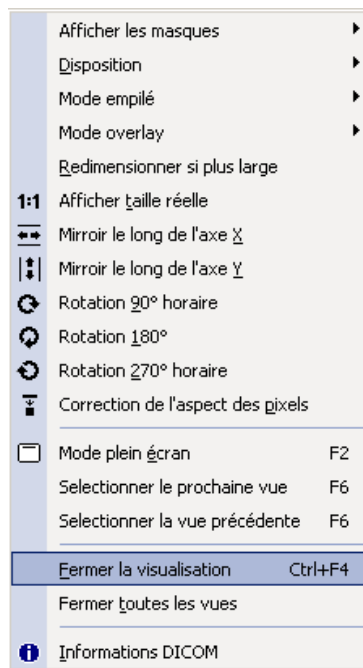 Afficher les masques
Disposition
Mode empilé
Mode overlay
Redimensionner si plus large
1:1 Afficher taille réelle
Mirroir le long de l'axe X
Mirroir le long de l'axe Y
Rotation 90° horaire
Rotation 180°
Rotation 270° horaire
Correction de l'aspect des pixels
Mode plein écran F2
Selectionner le prochaine vue F6
Selectionner la vue précédente F6
Fermer la visualisation Ctrl+F4
Fermer toutes les vues
Informations DICOM